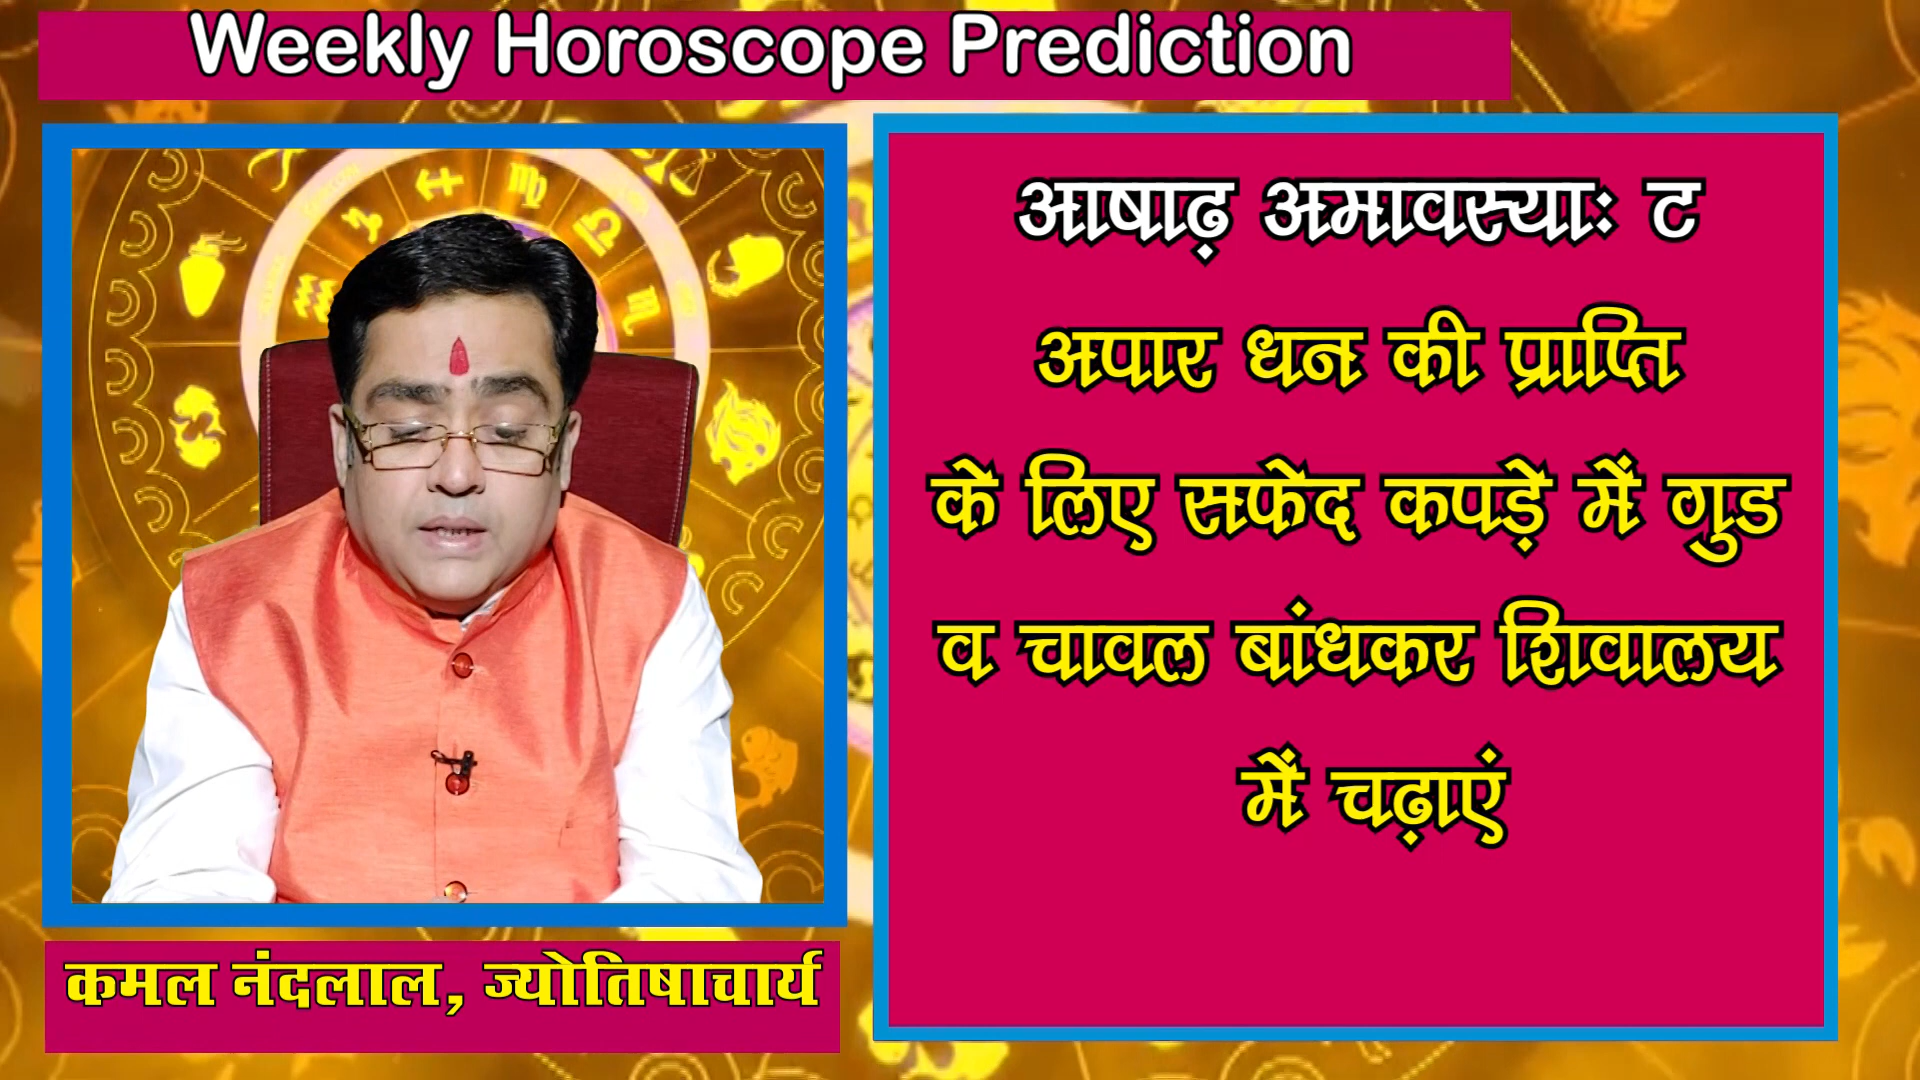 Weekly Horoscope Prediction
आषाढ़ अमावस्याः ट
अपार धन की प्राप्ति
के लिए सफेद कपड़े में गुड
व चावल बांधकर शिवालय
में चढ़ाएं
कमल नंदलाल, ज्योतिषाचार्य